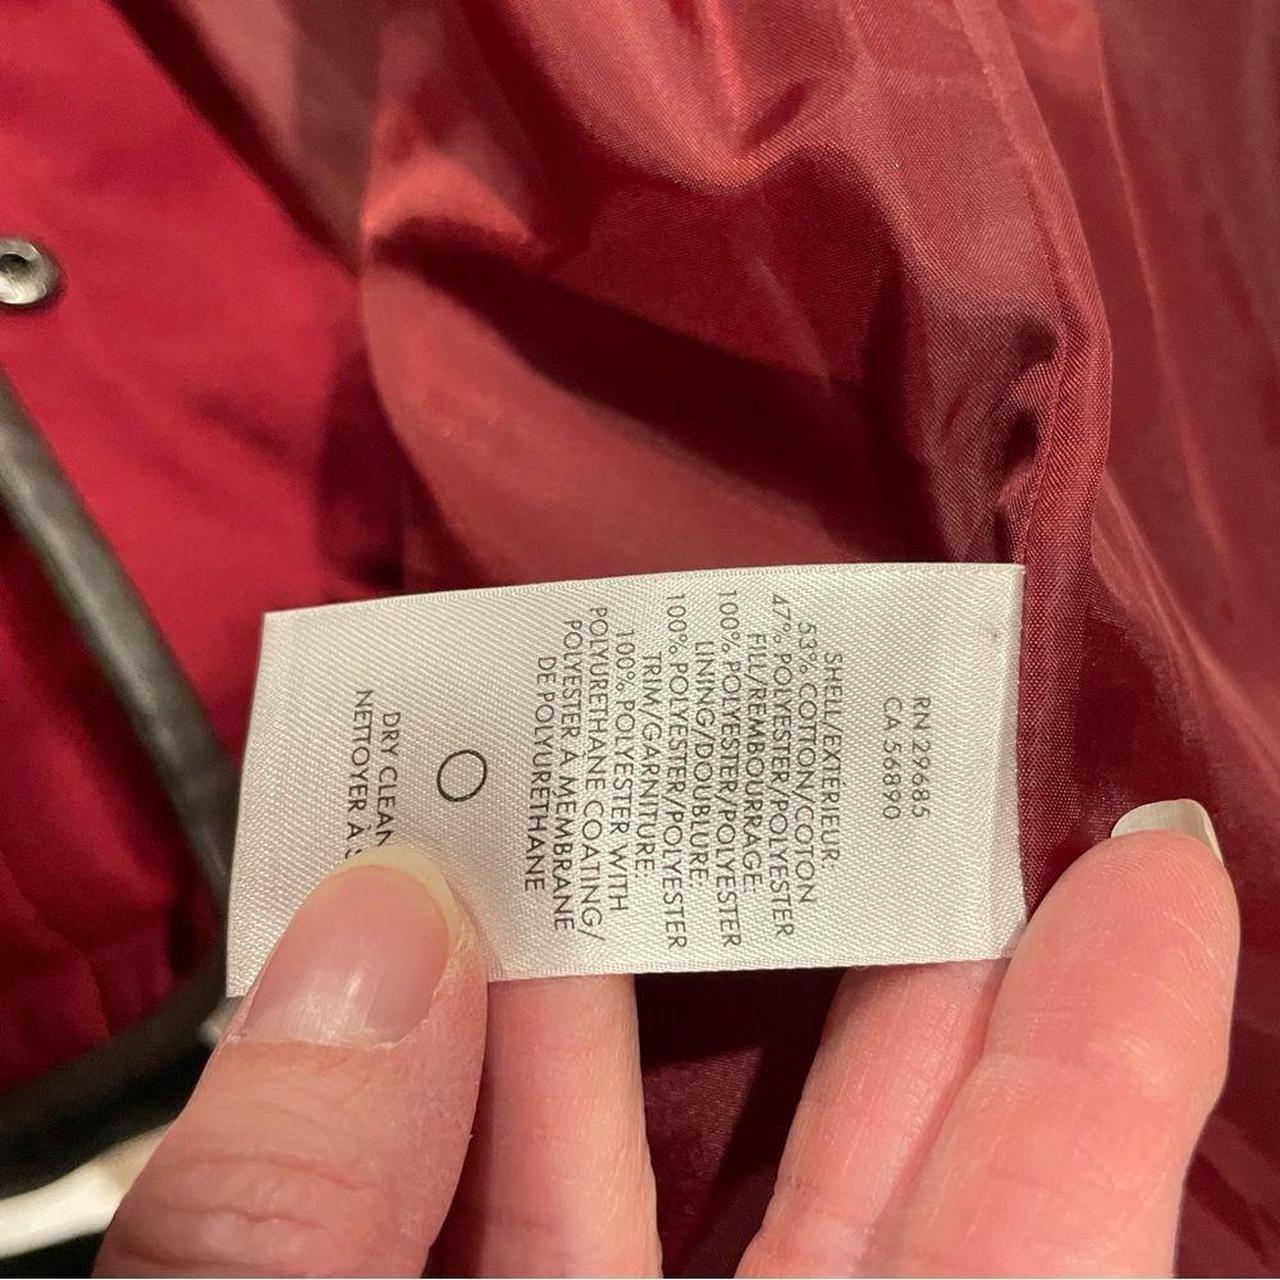 RN 29685
CA 56890
SHELL/EXTÉRIEUR:
53% COTTON/COTON
47% POLYESTER/POLYESTER
FILL/REMBOURRAGE:
100% POLYESTER/POLYESTER
LINING/DOUBLURE:
100% POLYESTER/POLYESTER
TRIM/GARNITURE:
100% POLYESTER WITH
POLYURETHANE COATING/
POLYESTER À MEMBRANE
DE POLYURÉTHANE
DRY CLEAN
NETTOYER À